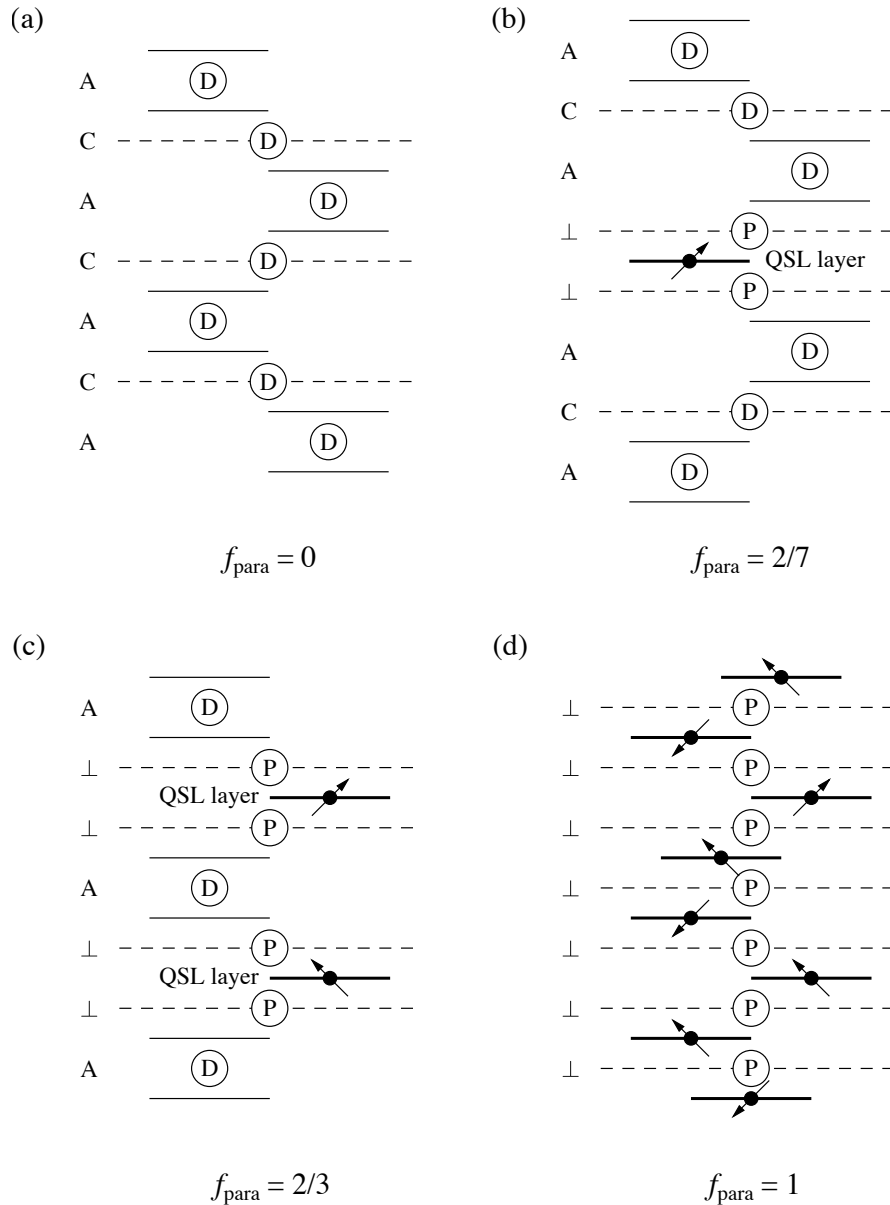 (a)
A D
C D
A D
C D
A D
C D
A D
f_para = 0
(b)
A D
C D
A D
⊥ P
QSL layer
⊥ P
A D
C D
A D
f_para = 2/7
(c)
A D
⊥ P
QSL layer
⊥ P
A D
⊥ P
QSL layer
⊥ P
A D
f_para = 2/3
(d)
⊥ P
⊥ P
⊥ P
⊥ P
⊥ P
⊥ P
⊥ P
f_para = 1